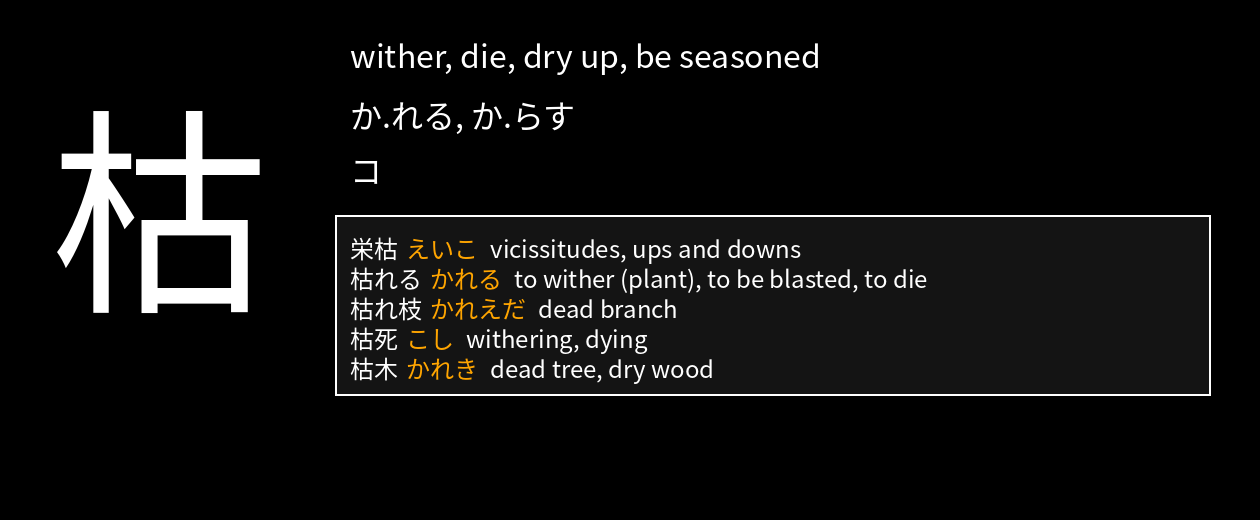 枯
wither, die, dry up, be seasoned
か.れる, か.らす
コ
栄枯 えいこ vicissitudes, ups and downs
枯れる かれる to wither (plant), to be blasted, to die
枯れ枝 かれえだ dead branch
枯死 こし withering, dying
枯木 かれき dead tree, dry wood